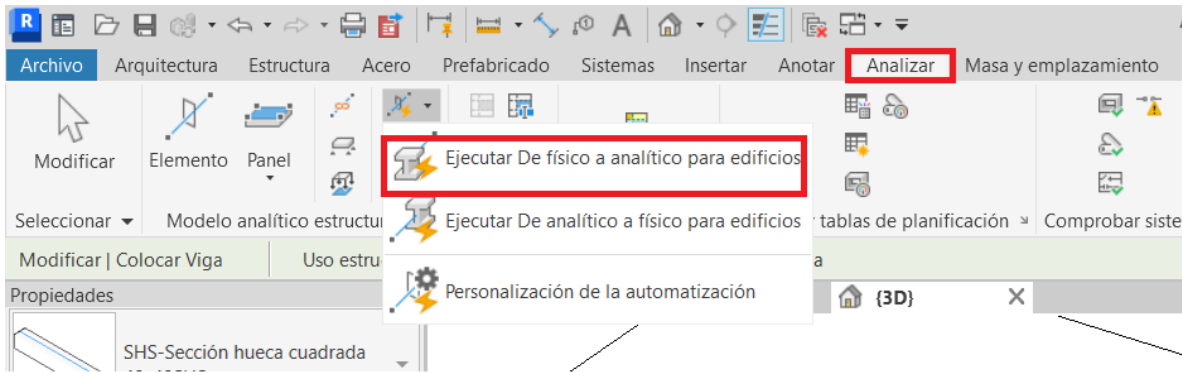 R
A
Archivo Arquitectura Estructura Acero Prefabricado Sistemas Insertar Anotar Analizar Masa y emplazamiento
Modificar Elemento Panel
Ejecutar De físico a analítico para edificios
Seleccionar Modelo analítico estructu
Ejecutar De analítico a físico para edificios
tablas de planificación Comprobar siste
Modificar | Colocar Viga Uso estru
a
Personalización de la automatización
Propiedades
{3D}
SHS-Sección hueca cuadrada